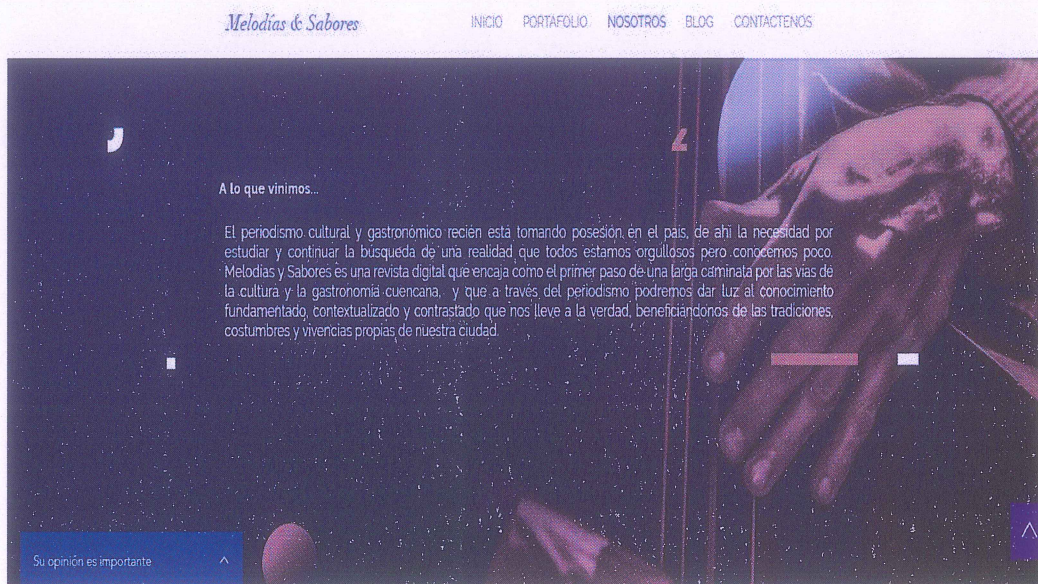 Melodías & Sabores
INICIO PORTAFOLIO NOSOTROS BLOG CONTACTENOS
A lo que vinimos...
El periodismo cultural y gastronómico recién está tomando posesión en el país, de ahí la necesidad por
estudiar y continuar la búsqueda de una realidad que todos estamos orgullosos pero conocemos poco.
Melodías y Sabores es una revista digital que encaja como el primer paso de una larga caminata por las vías de
la cultura y la gastronomía cuencana, y que a través del periodismo podremos dar luz al conocimiento
fundamentado, contextualizado y contrastado que nos lleve a la verdad, beneficiándonos de las tradiciones,
costumbres y vivencias propias de nuestra ciudad.
Su opinión es importante